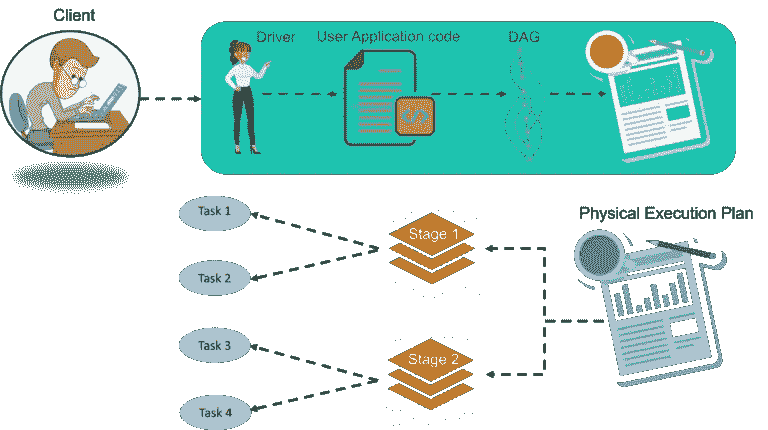 Client
Driver
User Application code
DAG
Task 1
Task 2
Stage 1
Physical Execution Plan
Task 3
Task 4
Stage 2